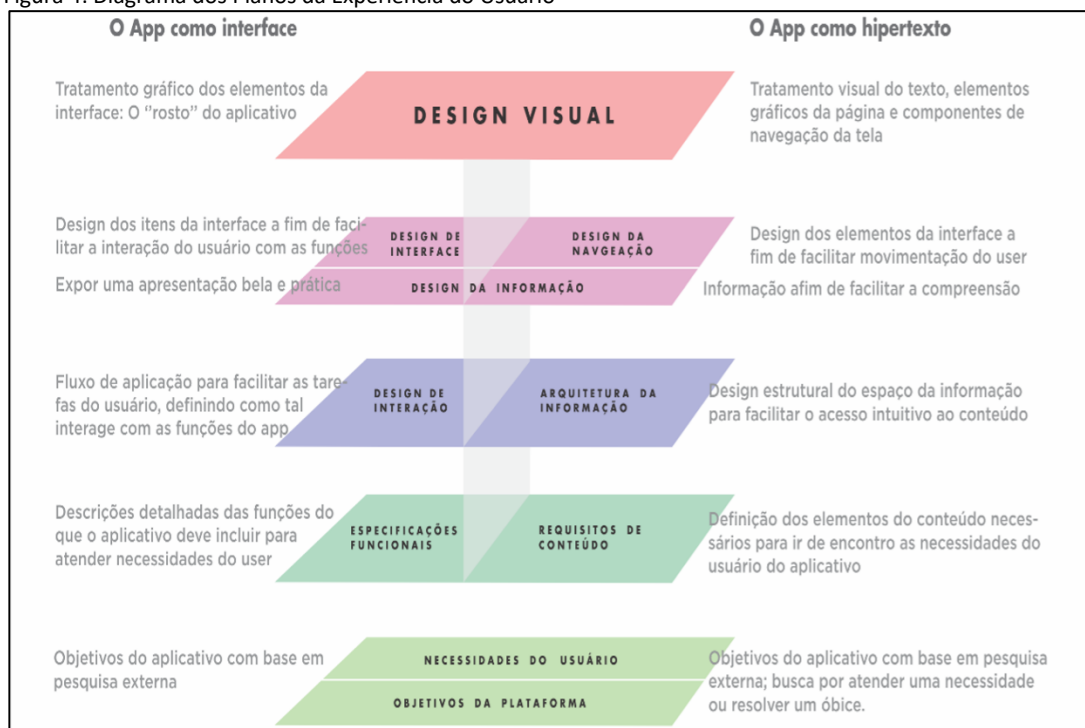 Figura 4: Diagrama dos Planos da Experiência do Usuário
O App como interface
O App como hipertexto
Tratamento gráfico dos elementos da
interface: O "rosto" do aplicativo
DESIGN VISUAL
Tratamento visual do texto, elementos
gráficos da página e componentes de
navegação da tela
Design dos itens da interface a fim de faci-
litar a interação do usuário com as funções
Expor uma apresentação bela e prática
DESIGN DE
INTERFACE
DESIGN DA
NAVGEAÇÃO
DESIGN DA INFORMAÇÃO
Design dos elementos da interface a
fim de facilitar movimentação do user
Informação afim de facilitar a compreensão
Fluxo de aplicação para facilitar as tare-
fas do usuário, definindo como tal
interage com as funções do app
DESIGN DE
INTERAÇÃO
ARQUITETURA DA
INFORMAÇÃO
Design estrutural do espaço da informação
para facilitar o acesso intuitivo ao conteúdo
Descrições detalhadas das funções do
que o aplicativo deve incluir para
atender necessidades do user
ESPECIFICAÇÕES
FUNCIONAIS
REQUISITOS DE
CONTEÚDO
Definição dos elementos do conteúdo neces-
sários para ir de encontro as necessidades do
usuário do aplicativo
Objetivos do aplicativo com base em
pesquisa externa
NECESSIDADES DO USUÁRIO
OBJETIVOS DA PLATAFORMA
Objetivos do aplicativo com base em pesquisa
externa; busca por atender uma necessidade
ou resolver um óbice.